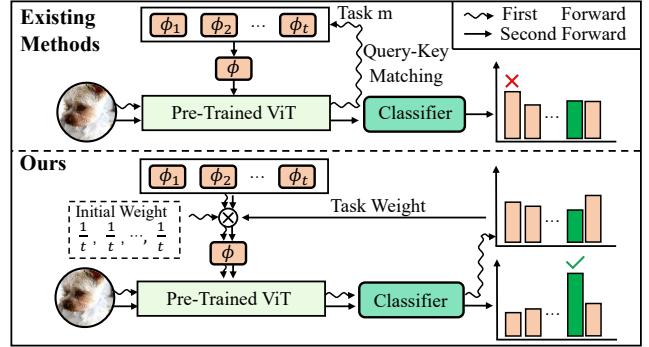 Existing
Methods
ϕ₁ ϕ₂ ... ϕₜ
Task m
First Forward
Second Forward
ϕ
Query-Key
Matching
Pre-Trained ViT
Classifier
...
Ours
ϕ₁ ϕ₂ ... ϕₜ
Initial Weight
1/t, 1/t, ..., 1/t
Task Weight
...
ϕ
Pre-Trained ViT
Classifier
...